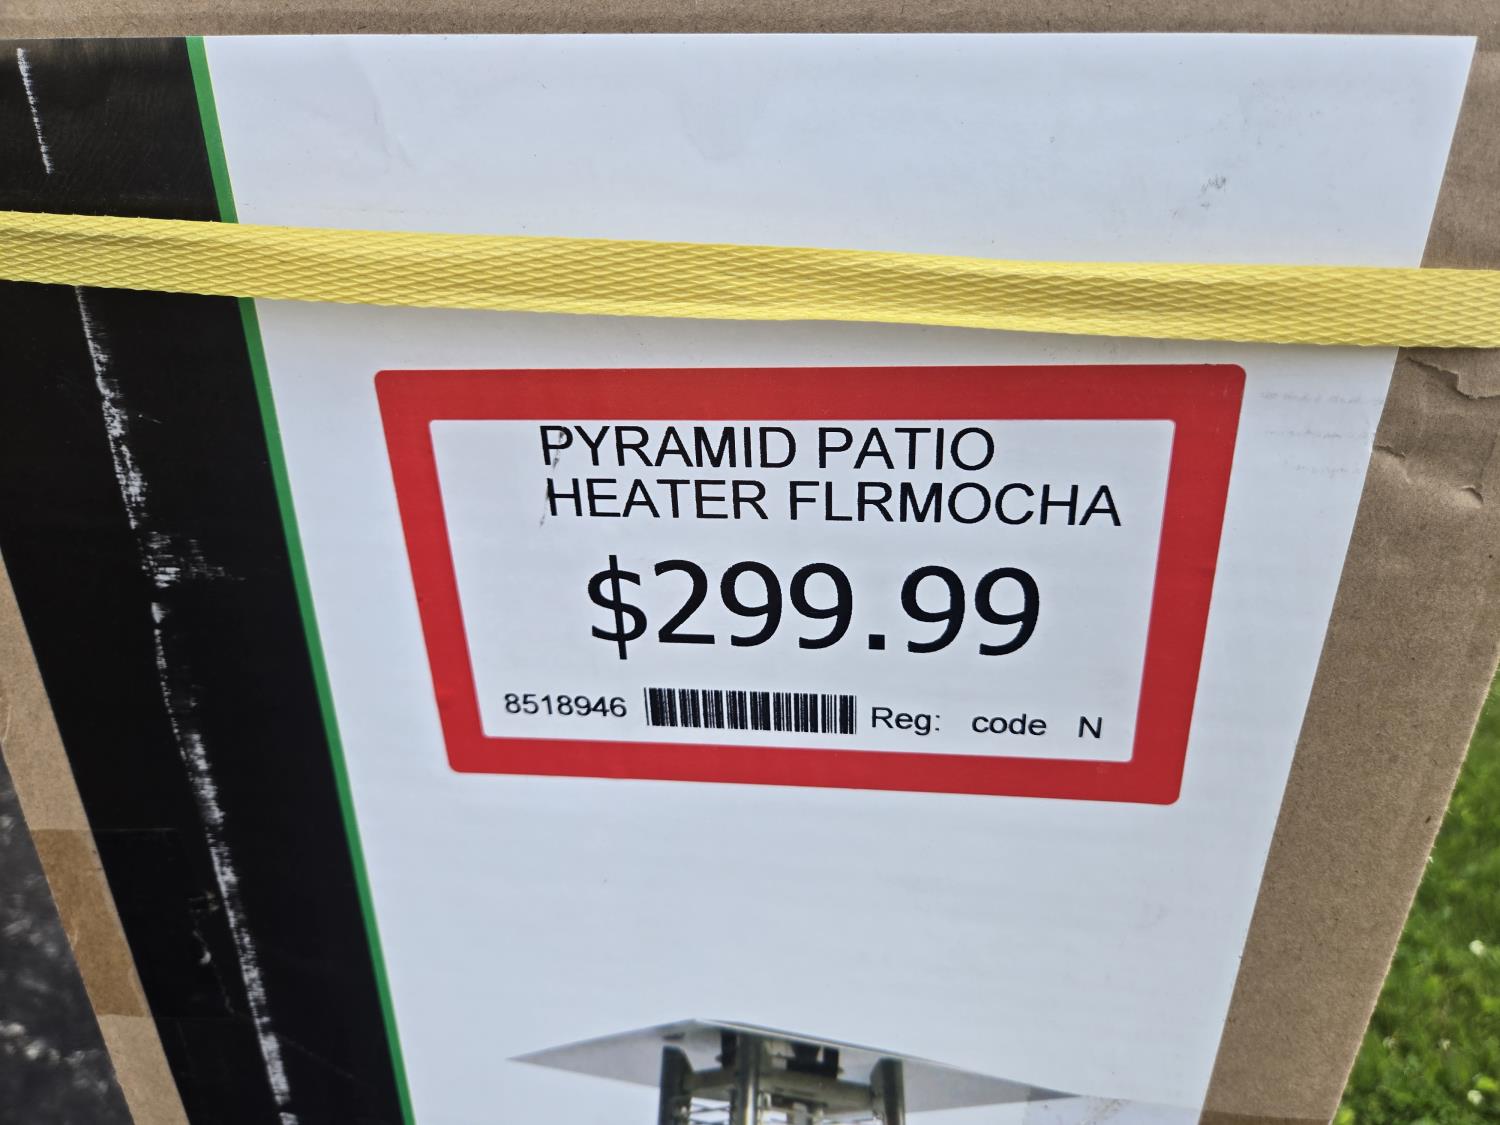 PYRAMID PATIO
HEATER FLRMOCHA
$299.99
8518946 Reg: code N